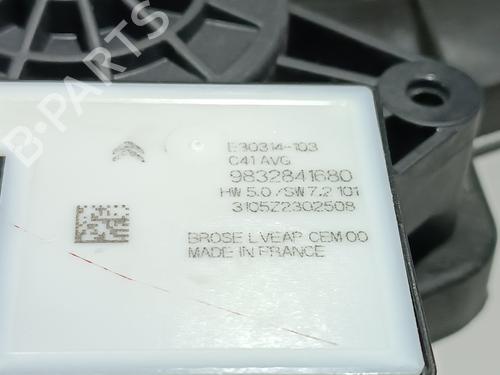 B-PARTS
E30314-103
C41 AVG
9832841680
HW 5.0 /SW 7.2 101
3105Z2302508
BROSE LVEAP CEM 00
MADE IN FRANCE